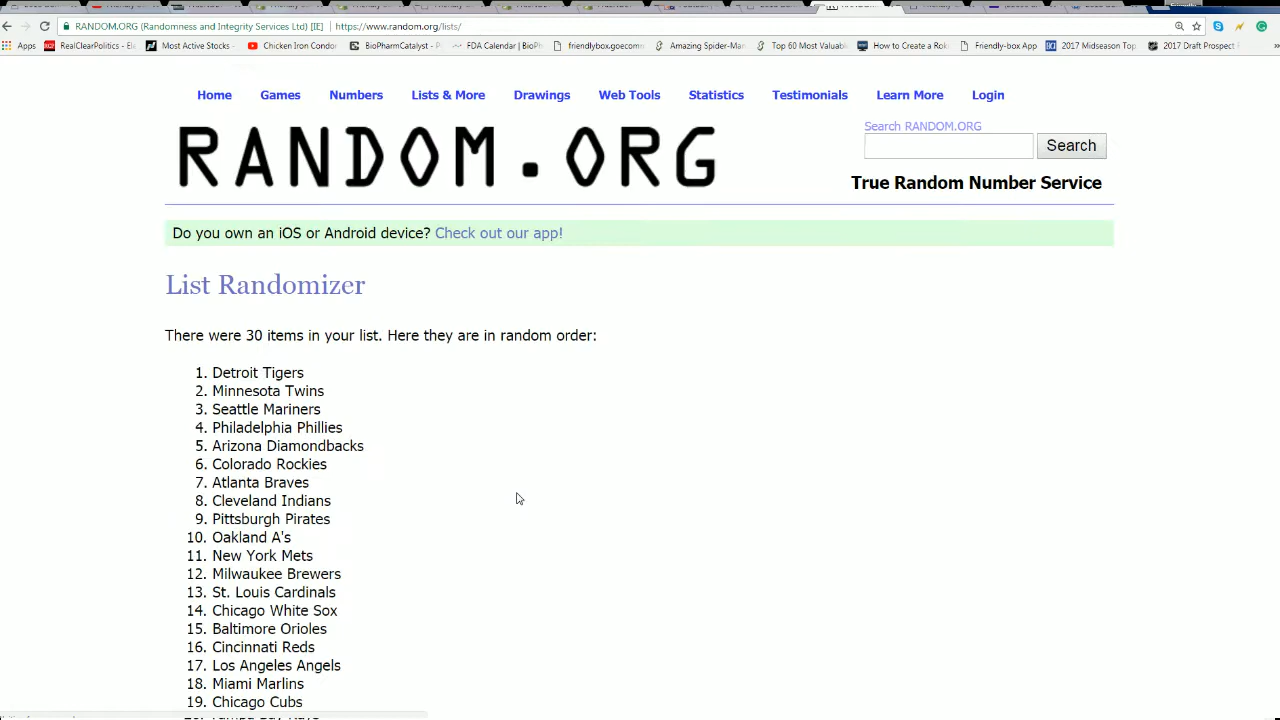 RANDOM.ORG (Randomness and Integrity Services Ltd) [IE] https://www.random.org/lists/
Apps RealClearPolitics - Ele Most Active Stocks - Chicken Iron Condor BioPharmCatalyst - P FDA Calendar | BioP friendlybox.gocomm Amazing Spider-Ma Top 60 Most Valuabl How to Create a Rok Friendly-box App 2017 Midseason Top 2017 Draft Prospect
Home Games Numbers Lists & More Drawings Web Tools Statistics Testimonials Learn More Login
RANDOM.ORG
Search RANDOM.ORG
Search
True Random Number Service
Do you own an iOS or Android device? Check out our app!
List Randomizer
There were 30 items in your list. Here they are in random order:
1. Detroit Tigers
2. Minnesota Twins
3. Seattle Mariners
4. Philadelphia Phillies
5. Arizona Diamondbacks
6. Colorado Rockies
7. Atlanta Braves
8. Cleveland Indians
9. Pittsburgh Pirates
10. Oakland A's
11. New York Mets
12. Milwaukee Brewers
13. St. Louis Cardinals
14. Chicago White Sox
15. Baltimore Orioles
16. Cincinnati Reds
17. Los Angeles Angels
18. Miami Marlins
19. Chicago Cubs